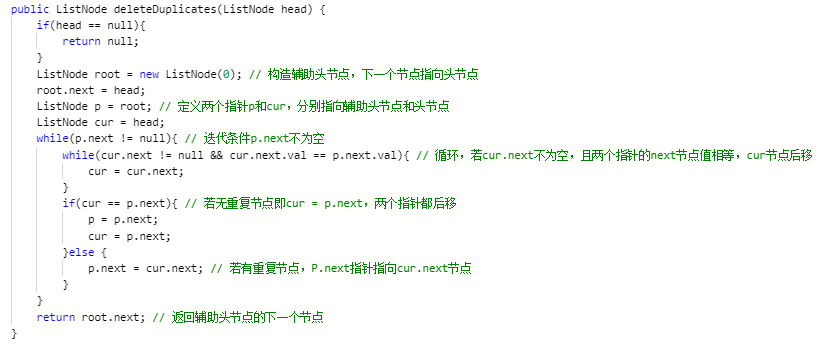 public ListNode deleteDuplicates(ListNode head) {
    if(head == null){
        return null;
    }
    ListNode root = new ListNode(0); // 构造辅助头节点，下一个节点指向头节点
    root.next = head;
    ListNode p = root; // 定义两个指针p和cur，分别指向辅助头节点和头节点
    ListNode cur = head;
    while(p.next != null){ // 迭代条件p.next不为空
        while(cur.next != null && cur.next.val == p.next.val){ // 循环，若cur.next不为空，且两个指针的next节点值相等，cur节点后移
            cur = cur.next;
        }
        if(cur == p.next){ // 若无重复节点即cur = p.next，两个指针都后移
            p = p.next;
            cur = p.next;
        }else {
            p.next = cur.next; // 若有重复节点，P.next指针指向cur.next节点
        }
    }
    return root.next; // 返回辅助头节点的下一个节点
}